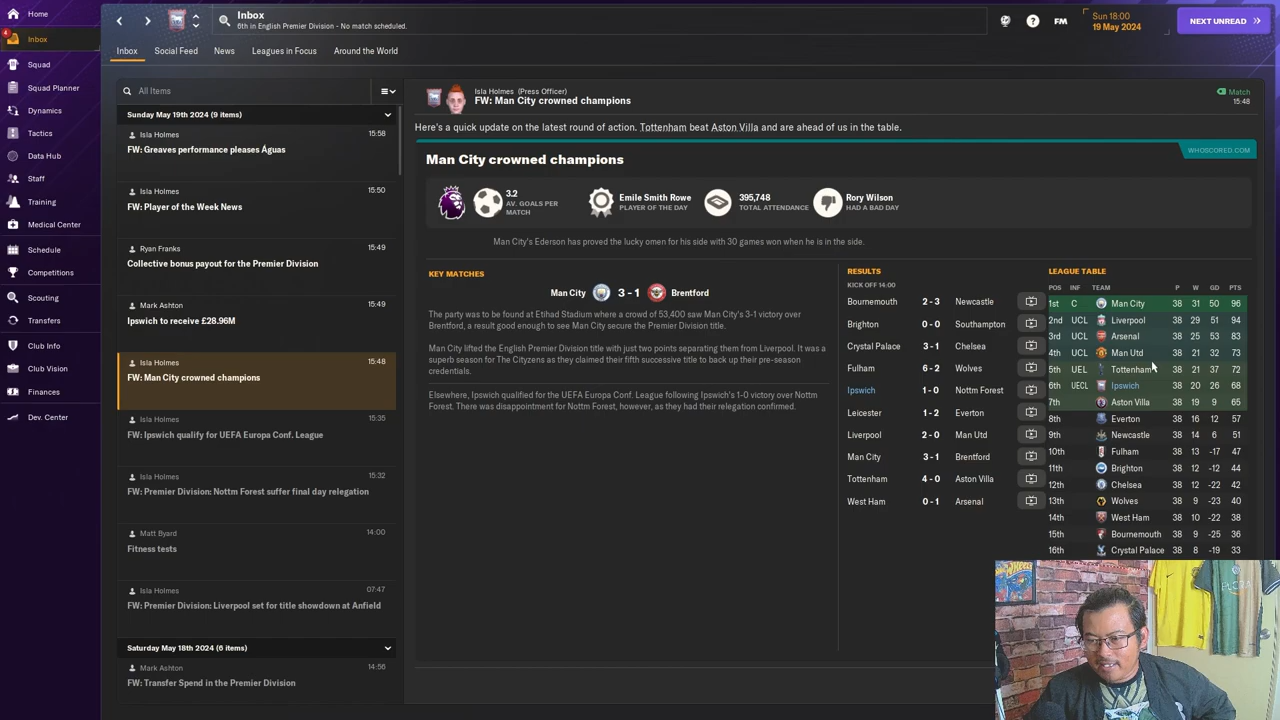 Home
4
Inbox
Squad
Squad Planner
Dynamics
Tactics
Data Hub
Staff
Training
Medical Center
Schedule
Competitions
Scouting
Transfers
Club Info
Club Vision
Finances
Dev. Center
Inbox
6th in English Premier Division - No match scheduled.
?
FM
Sun 18:00
19 May 2024
NEXT UNREAD
Inbox
Social Feed
News
Leagues in Focus
Around the World
All Items
Sunday May 19th 2024 (9 items)
Isla Holmes 15:58
FW: Greaves performance pleases Águas
Isla Holmes 15:50
FW: Player of the Week News
Ryan Franks 15:49
Collective bonus payout for the Premier Division
Mark Ashton 15:49
Ipswich to receive £28.96M
Isla Holmes 15:48
FW: Man City crowned champions
Isla Holmes 15:35
FW: Ipswich qualify for UEFA Europa Conf. League
Isla Holmes 15:32
FW: Premier Division: Nottm Forest suffer final day relegation
Matt Byard 14:00
Fitness tests
Isla Holmes 07:47
FW: Premier Division: Liverpool set for title showdown at Anfield
Saturday May 18th 2024 (6 items)
Mark Ashton 14:56
FW: Transfer Spend in the Premier Division
Isla Holmes (Press Officer)
FW: Man City crowned champions
Match
15:48
Here's a quick update on the latest round of action. Tottenham beat Aston Villa and are ahead of us in the table.
Man City crowned champions
WHOSCORED.COM
3.2
AV. GOALS PER
MATCH
Emile Smith Rowe
PLAYER OF THE DAY
395,748
TOTAL ATTENDANCE
Rory Wilson
HAD A BAD DAY
Man City's Ederson has proved the lucky omen for his side with 30 games won when he is in the side.
KEY MATCHES
Man City 3 - 1 Brentford
The party was to be found at Etihad Stadium where a crowd of 53,400 saw Man City's 3-1 victory over
Brentford, a result good enough to see Man City secure the Premier Division title.
Man City lifted the English Premier Division title with just two points separating them from Liverpool. It was a
superb season for The Cityzens as they claimed their fifth successive title to back up their pre-season
credentials.
Elsewhere, Ipswich qualified for the UEFA Europa Conf. League following Ipswich's 1-0 victory over Nottm
Forest. There was disappointment for Nottm Forest, however, as they had their relegation confirmed.
RESULTS
KICK OFF 14:00
Bournemouth 2 - 3 Newcastle
Brighton 0 - 0 Southampton
Crystal Palace 3 - 1 Chelsea
Fulham 6 - 2 Wolves
Ipswich 1 - 0 Nottm Forest
Leicester 1 - 2 Everton
Liverpool 2 - 0 Man Utd
Man City 3 - 1 Brentford
Tottenham 4 - 0 Aston Villa
West Ham 0 - 1 Arsenal
LEAGUE TABLE
POS INF TEAM P W GD PTS
1st C Man City 38 31 50 96
2nd UCL Liverpool 38 29 51 94
3rd UCL Arsenal 38 25 53 83
4th UCL Man Utd 38 21 32 73
5th UEL Tottenham 38 21 37 72
6th UECL Ipswich 38 20 26 68
7th Aston Villa 38 19 9 65
8th Everton 38 16 12 57
9th Newcastle 38 14 6 51
10th Fulham 38 13 -17 47
11th Brighton 38 12 -12 44
12th Chelsea 38 12 -22 42
13th Wolves 38 9 -23 40
14th West Ham 38 10 -22 38
15th Bournemouth 38 9 -25 36
16th Crystal Palace 38 8 -19 33